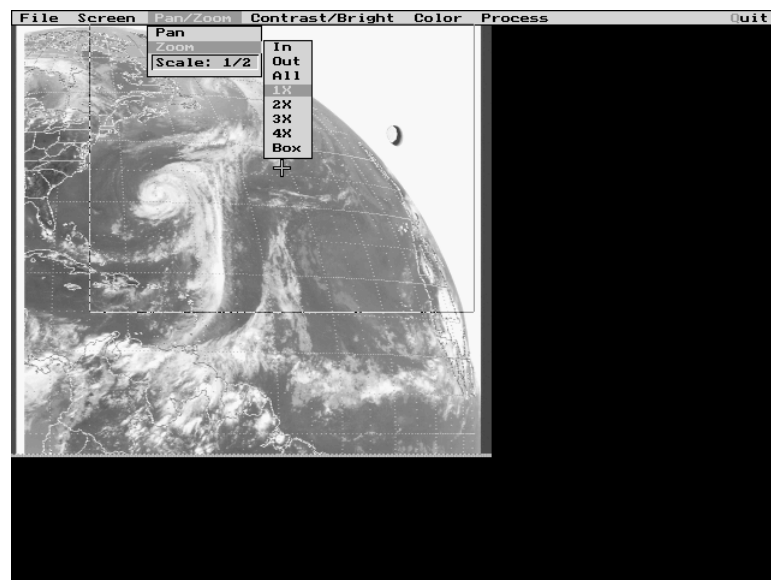 File Screen Pan/Zoom Contrast/Bright Color Process Quit
Pan
Zoom
Scale: 1/2
In
Out
All
1X
2X
3X
4X
Box